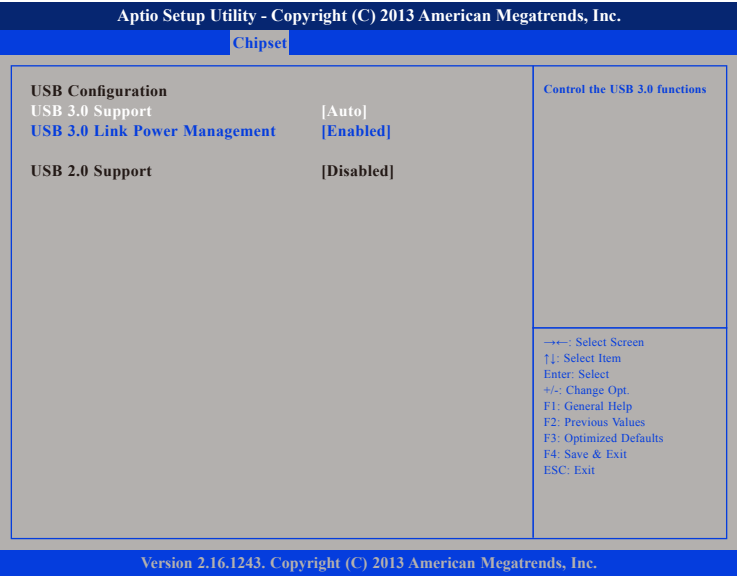 Aptio Setup Utility - Copyright (C) 2013 American Megatrends, Inc.
Chipset
USB Configuration
USB 3.0 Support [Auto]
USB 3.0 Link Power Management [Enabled]
USB 2.0 Support [Disabled]
Control the USB 3.0 functions
→←: Select Screen
↑↓: Select Item
Enter: Select
+/-: Change Opt.
F1: General Help
F2: Previous Values
F3: Optimized Defaults
F4: Save & Exit
ESC: Exit
Version 2.16.1243. Copyright (C) 2013 American Megatrends, Inc.